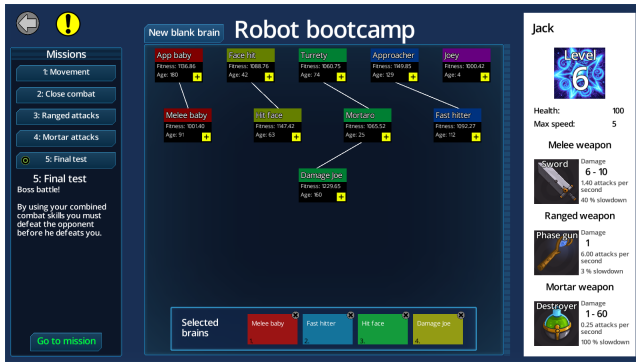 New blank brain
Robot bootcamp
Missions
1: Movement
2: Close combat
3: Ranged attacks
4: Mortar attacks
5: Final test
5: Final test
Boss battle!
By using your combined
combat skills you must
defeat the opponent
before he defeats you.
Go to mission
App baby
Fitness: 1136.86
Age: 180
Face hit
Fitness: 1088.76
Age: 42
Turrety
Fitness: 1060.75
Age: 74
Approacher
Fitness: 1149.85
Age: 129
Joey
Fitness: 1000.42
Age: 4
Melee baby
Fitness: 1001.40
Age: 91
Hit face
Fitness: 1147.42
Age: 63
Mortaro
Fitness: 1065.52
Age: 25
Fast hitter
Fitness: 1092.27
Age: 112
Damage Joe
Fitness: 1229.65
Age: 160
Selected
brains
Melee baby
1.
Fast hitter
2.
Hit face
3.
Damage Joe
4.
Jack
Level
6
Health: 100
Max speed: 5
Melee weapon
Sword
Damage
6 - 10
1.40 attacks per
second
40 % slowdown
Ranged weapon
Phase gun
Damage
1
6.00 attacks per
second
3 % slowdown
Mortar weapon
Destroyer
Damage
1 - 60
0.25 attacks per
second
100 % slowdown